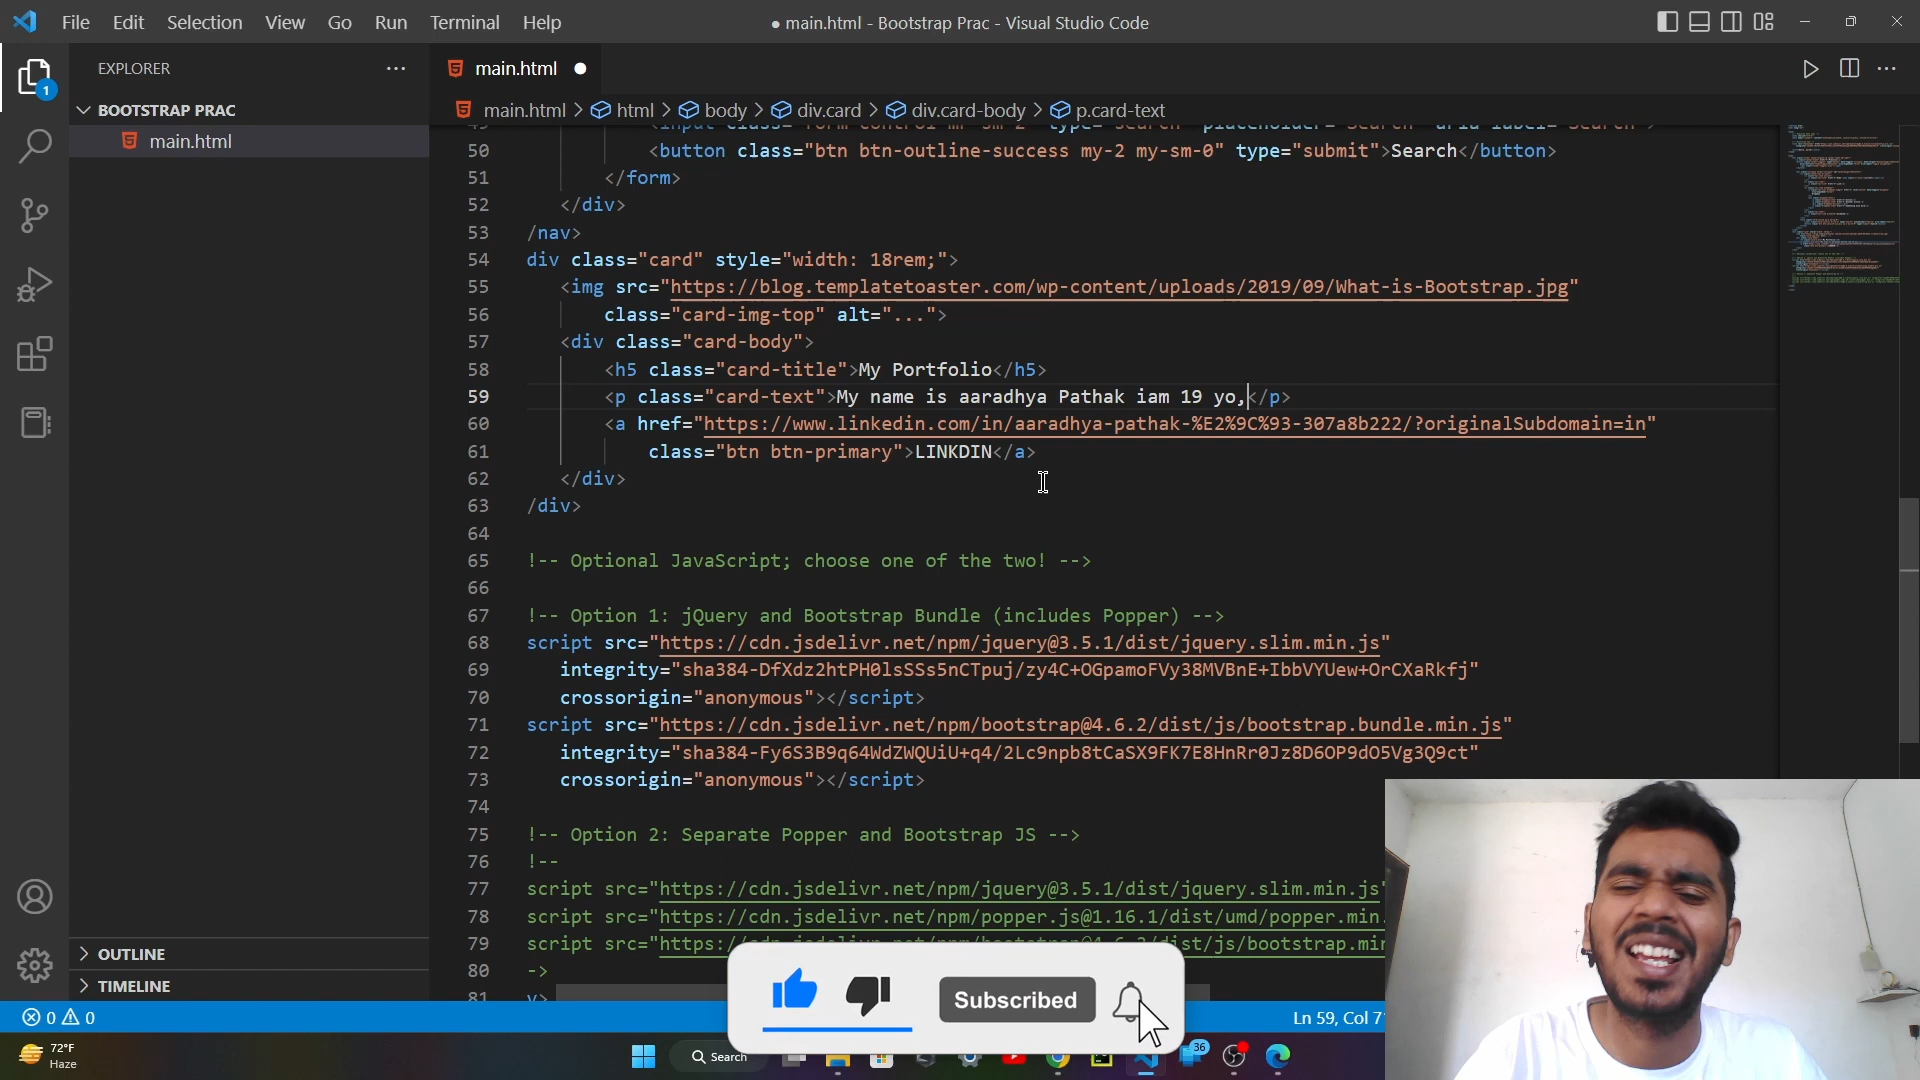 File Edit Selection View Go Run Terminal Help
● main.html - Bootstrap Prac - Visual Studio Code
EXPLORER
1
BOOTSTRAP PRAC
main.html
OUTLINE
TIMELINE
main.html
main.html > html > body > div.card > div.card-body > p.card-text
50 <button class="btn btn-outline-success my-2 my-sm-0" type="submit">Search</button>
51 </form>
52 </div>
53 /nav>
54 div class="card" style="width: 18rem;">
55 <img src="https://blog.templatetoaster.com/wp-content/uploads/2019/09/What-is-Bootstrap.jpg"
56 class="card-img-top" alt="...">
57 <div class="card-body">
58 <h5 class="card-title">My Portfolio</h5>
59 <p class="card-text">My name is aaradhya Pathak iam 19 yo,</p>
60 <a href="https://www.linkedin.com/in/aaradhya-pathak-%E2%9C%93-307a8b222/?originalSubdomain=in"
61 class="btn btn-primary">LINKDIN</a>
62 </div>
63 /div>
64
65 !-- Optional JavaScript; choose one of the two! -->
66
67 !-- Option 1: jQuery and Bootstrap Bundle (includes Popper) -->
68 script src="https://cdn.jsdelivr.net/npm/jquery@3.5.1/dist/jquery.slim.min.js"
69 integrity="sha384-DfXdz2htPH0lsSSs5nCTpuj/zy4C+OGpamoFVy38MVBnE+IbbVYUew+OrCXaRkfj"
70 crossorigin="anonymous"></script>
71 script src="https://cdn.jsdelivr.net/npm/bootstrap@4.6.2/dist/js/bootstrap.bundle.min.js"
72 integrity="sha384-Fy6S3B9q64WdZWQUiU+q4/2Lc9npb8tCaSX9FK7E8HnRr0Jz8D6OP9dO5Vg3Q9ct"
73 crossorigin="anonymous"></script>
74
75 !-- Option 2: Separate Popper and Bootstrap JS -->
76 !--
77 script src="https://cdn.jsdelivr.net/npm/jquery@3.5.1/dist/jquery.slim.min.js"
78 script src="https://cdn.jsdelivr.net/npm/popper.js@1.16.1/dist/umd/popper.min.
79 script src="https:/
80 ->
Subscribed
0 0
Ln 59, Col 7
72°F
Haze
Search
36